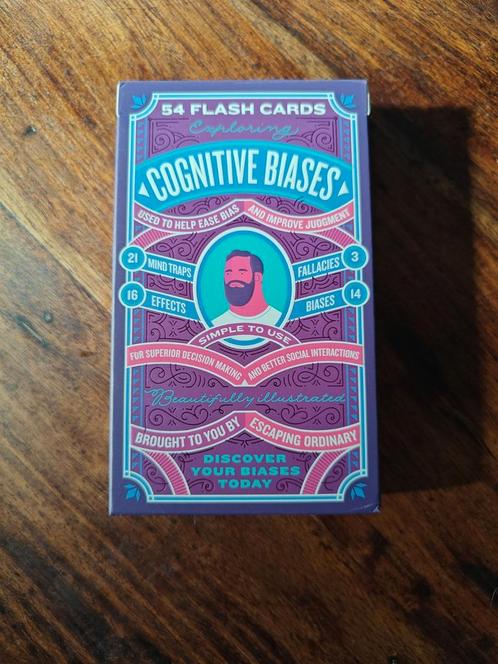 54 FLASH CARDS
Exploring
COGNITIVE BIASES
USED TO HELP EASE BIAS AND IMPROVE JUDGMENT
21 MIND TRAPS FALLACIES 3
16 EFFECTS BIASES 14
SIMPLE TO USE
FOR SUPERIOR DECISION MAKING AND BETTER SOCIAL INTERACTIONS
Beautifully illustrated
BROUGHT TO YOU BY ESCAPING ORDINARY
DISCOVER
YOUR BIASES
TODAY